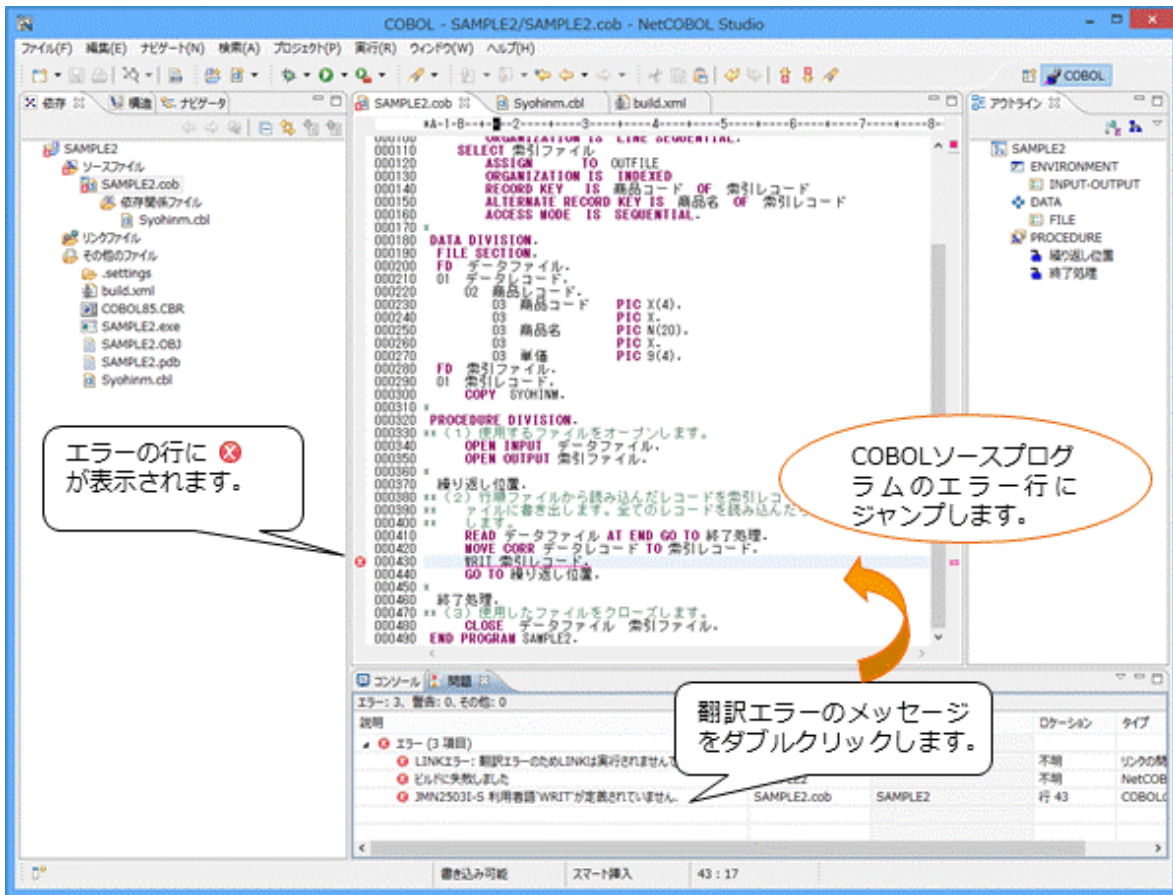 COBOL - SAMPLE2/SAMPLE2.cob - NetCOBOL Studio
ファイル(F) 編集(E) ナビゲート(N) 検索(A) プロジェクト(P) 実行(R) ウィンドウ(W) ヘルプ(H)
COBOL
依存 構造 ナビゲータ
SAMPLE2
ソースファイル
SAMPLE2.cob
依存関係ファイル
Syohinm.cbl
リンクファイル
その他のファイル
.settings
build.xml
COBOL85.CBR
SAMPLE2.exe
SAMPLE2.OBJ
SAMPLE2.pdb
Syohinm.cbl
エラーの行に
が表示されます。
SAMPLE2.cob Syohinm.cbl build.xml
000100 ORGANIZATION IS LINE SEQUENTIAL.
000110 SELECT 索引ファイル
000120 ASSIGN TO OUTFILE
000130 ORGANIZATION IS INDEXED
000140 RECORD KEY IS 商品コード OF 索引レコード
000150 ALTERNATE RECORD KEY IS 商品名 OF 索引レコード
000160 ACCESS MODE IS SEQUENTIAL.
000170 *
000180 DATA DIVISION.
000190 FILE SECTION.
000200 FD データファイル.
000210 01 データレコード.
000220 02 商品レコード.
000230 03 商品コード PIC X(4).
000240 03 PIC X.
000250 03 商品名 PIC N(20).
000260 03 PIC X.
000270 03 単価 PIC 9(4).
000280 FD 索引ファイル.
000290 01 索引レコード.
000300 COPY SYOHINM.
000310 *
000320 PROCEDURE DIVISION.
000330 ** (1) 使用するファイルをオープンします。
000340 OPEN INPUT データファイル.
000350 OPEN OUTPUT 索引ファイル.
000360 *
000370 繰り返し位置.
000380 ** (2) 行順ファイルから読み込んだレコードを索引レコ
000390 ** ァイルに書き出します。全てのレコードを読み込んだ
000400 ** します。
000410 READ データファイル AT END GO TO 終了処理.
000420 MOVE CORR データレコード TO 索引レコード.
000430 WRIT 索引レコード.
000440 GO TO 繰り返し位置.
000450 *
000460 終了処理.
000470 ** (3) 使用したファイルをクローズします。
000480 CLOSE データファイル 索引ファイル.
000490 END PROGRAM SAMPLE2.
COBOLソースプログ
ラムのエラー行に
ジャンプします。
アウトライン
SAMPLE2
ENVIRONMENT
INPUT-OUTPUT
DATA
FILE
PROCEDURE
繰り返し位置
終了処理
コンソール 問題
エラー: 3、警告: 0、その他: 0
説明 ロケーション タイプ
エラー (3 項目)
LINKエラー: 翻訳エラーのためLINKは実行されません 不明 リンクの問
ビルドに失敗しました SAMPLE2 不明 NetCOB
JMN2503I-S 利用者語'WRIT'が定義されていません. SAMPLE2.cob SAMPLE2 行 43 COBOL
翻訳エラーのメッセージ
をダブルクリックします。
書き込み可能 スマート挿入 43 : 17